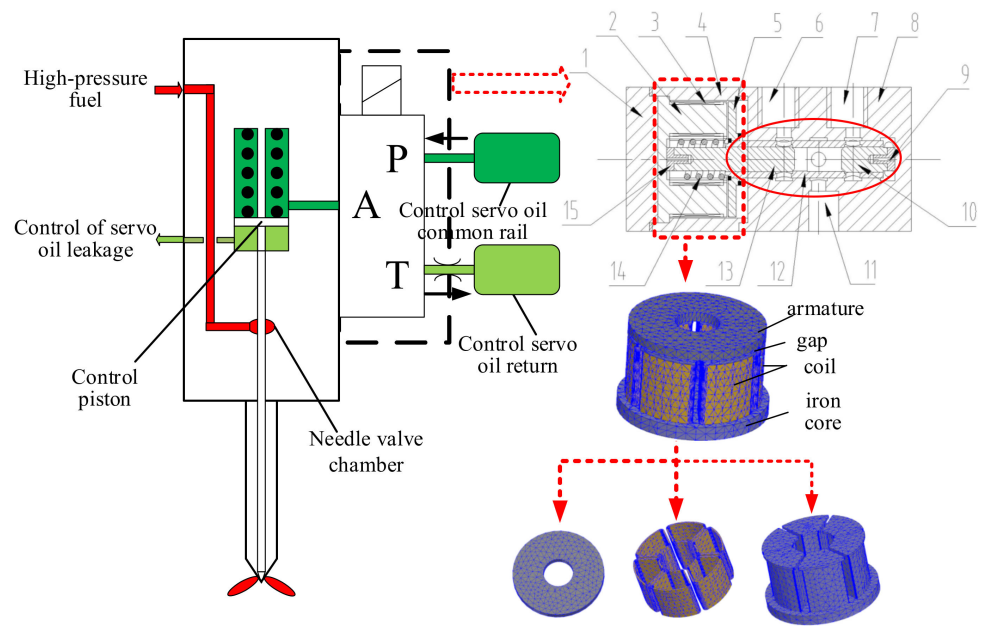 High-pressure
fuel
Control of servo
oil leakage
Control
piston
Needle valve
chamber
P
A
T
Control servo oil
common rail
Control servo
oil return
1
2
3
4
5
6
7
8
9
10
11
12
13
14
15
armature
gap
coil
iron
core